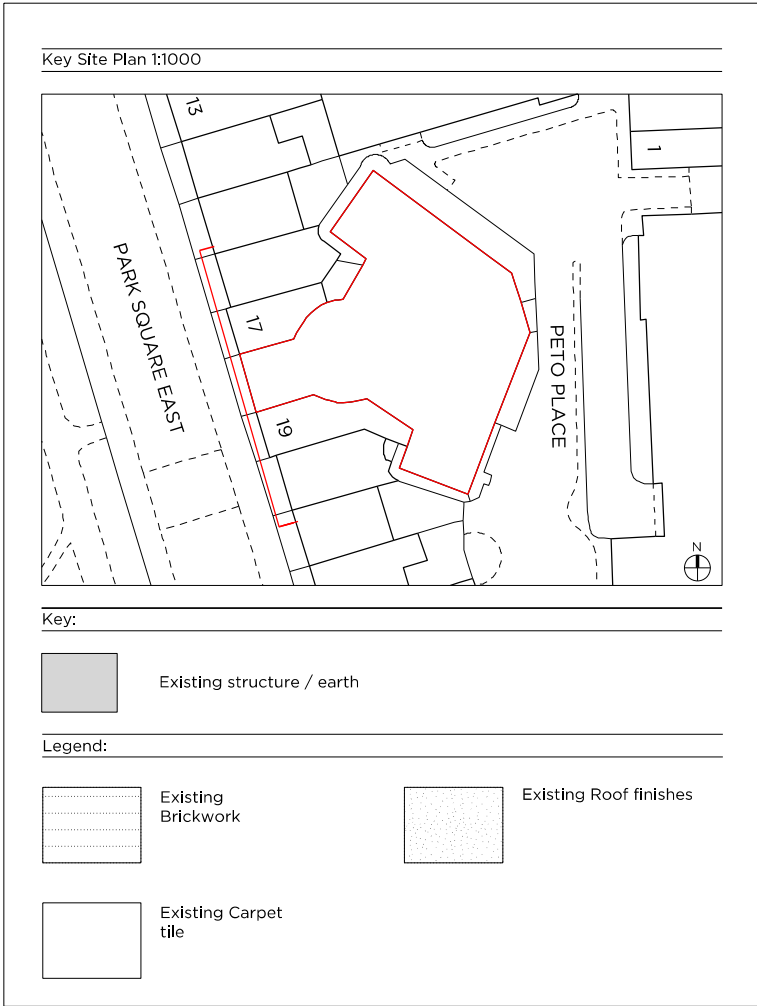 Key Site Plan 1:1000
13
1
PARK SQUARE EAST
17
PETO PLACE
19
N
Key:
Existing structure / earth
Legend:
Existing
Brickwork
Existing Roof finishes
Existing Carpet
tile